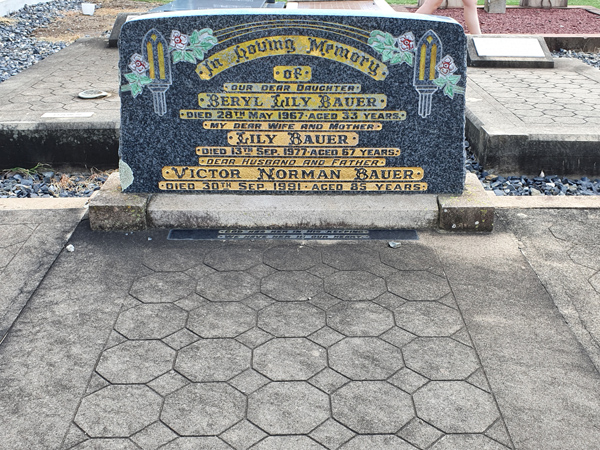 In Loving Memory
of
OUR DEAR DAUGHTER
BERYL LILY BAUER
DIED 28TH MAY 1967 · AGED 33 YEARS.
MY DEAR WIFE AND MOTHER
LILY BAUER
DIED 13TH SEP. 1977, AGED 67 YEARS.
DEAR HUSBAND AND FATHER
VICTOR NORMAN BAUER
DIED 30TH SEP. 1991 · AGED 85 YEARS.